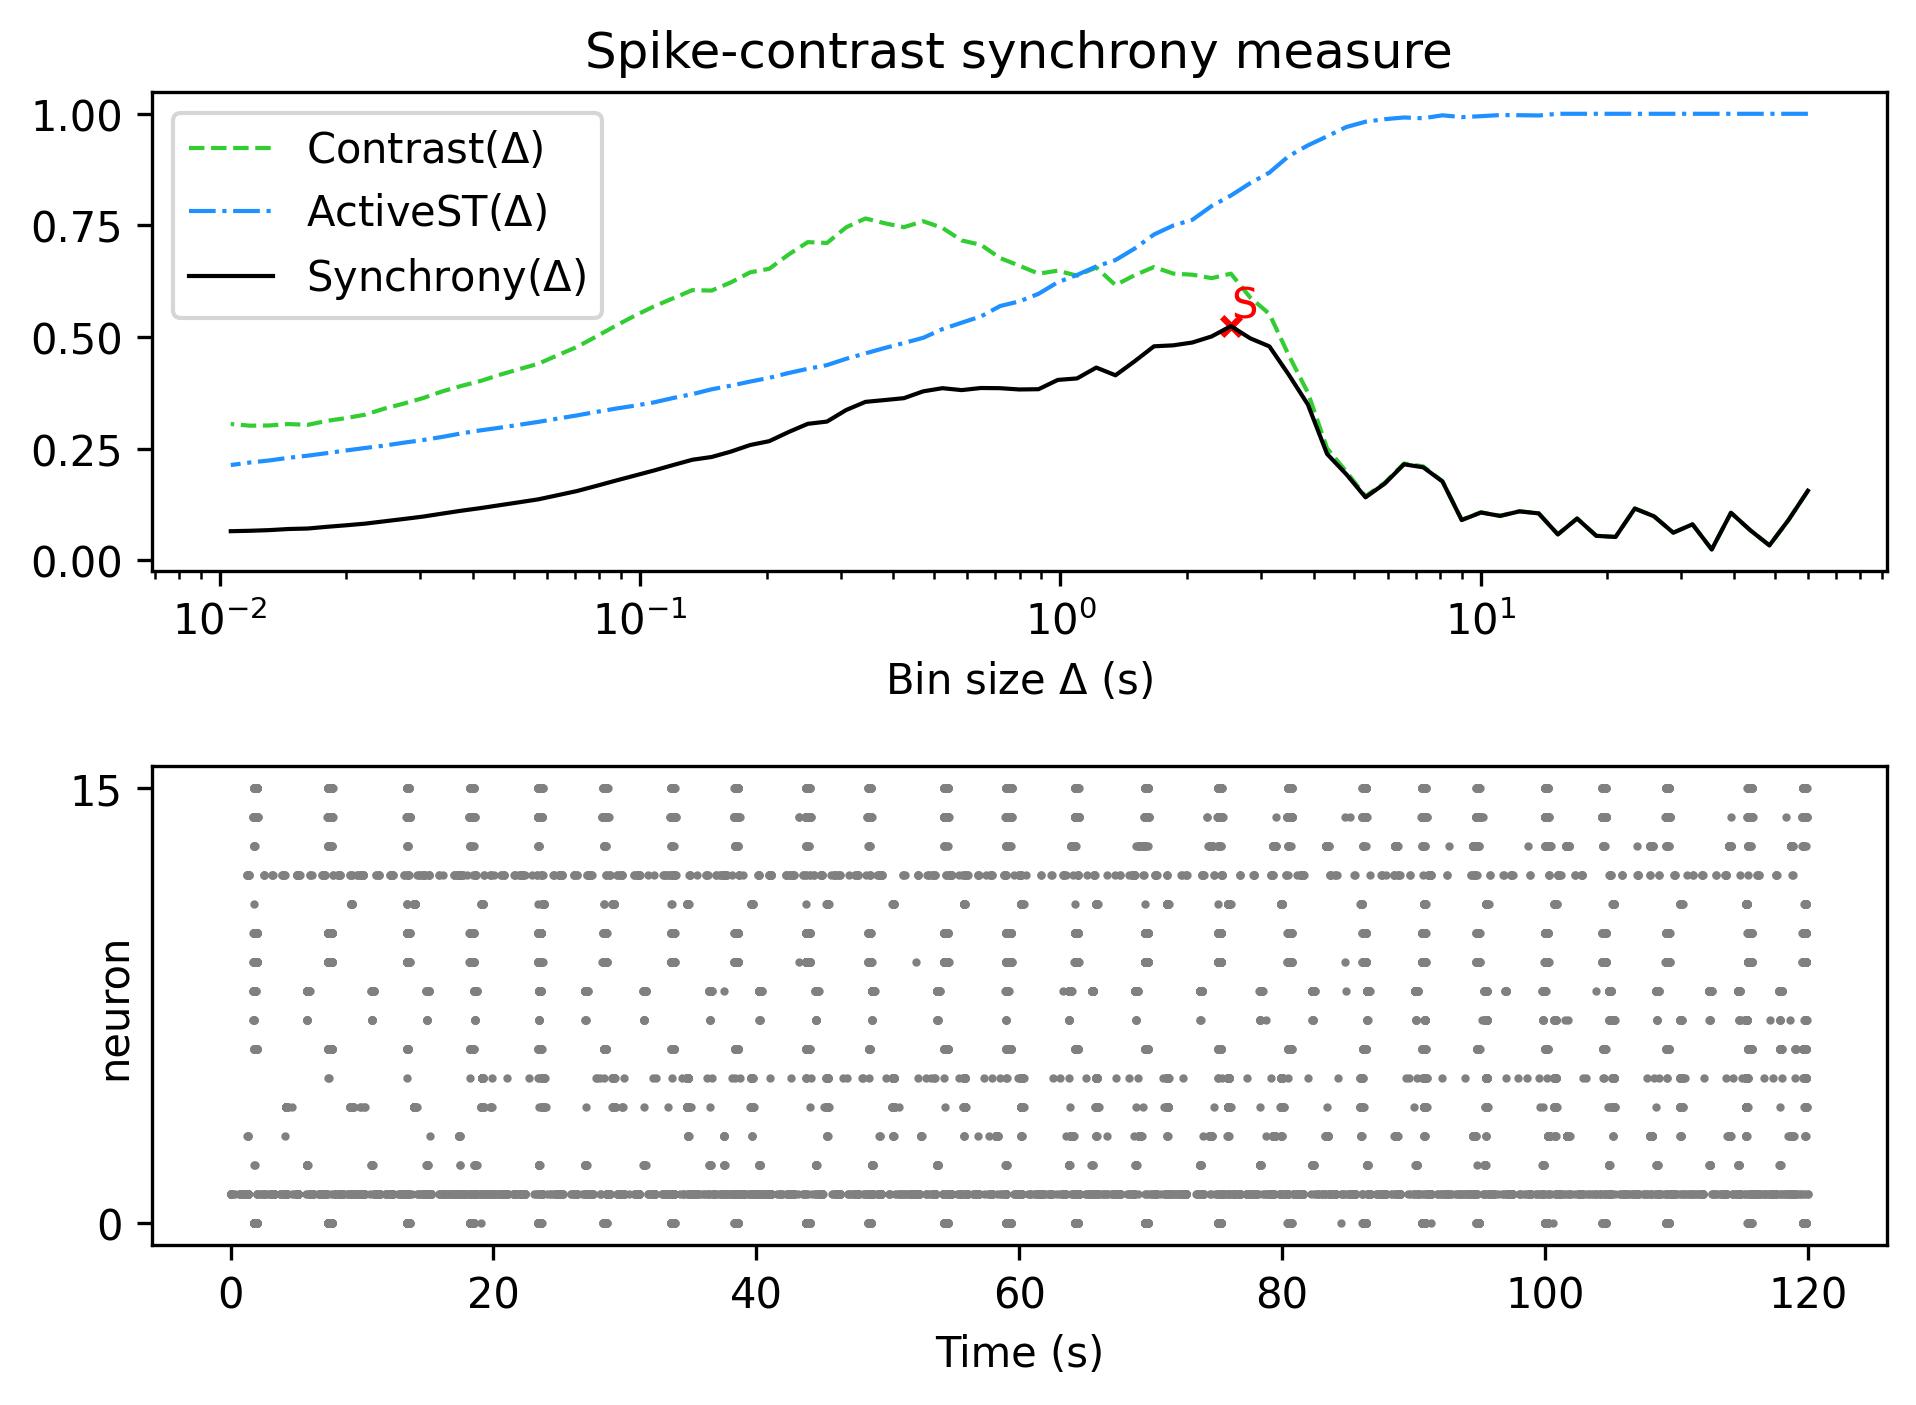 Spike-contrast synchrony measure
1.00
0.75
0.50
0.25
0.00
Contrast(Δ)
ActiveST(Δ)
Synchrony(Δ)
S
10⁻² 10⁻¹ 10⁰ 10¹
Bin size Δ (s)
15
0
neuron
0 20 40 60 80 100 120
Time (s)